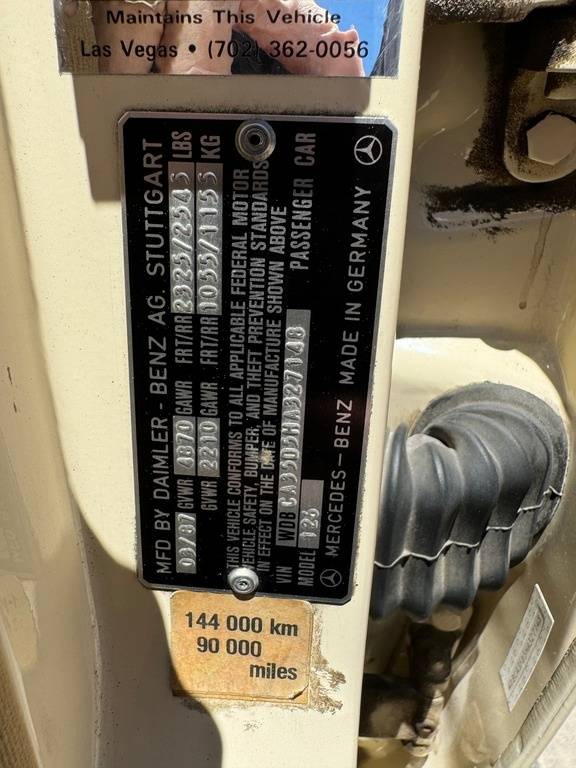 Maintains This Vehicle
Las Vegas • (702) 362-0056
MFD BY DAIMLER - BENZ AG. STUTTGART
03/87 GVWR 4870 GAWR FRT/RR 2325/2545 LBS
GVWR 2210 GAWR FRT/RR 1055/1155 KG
THIS VEHICLE CONFORMS TO ALL APPLICABLE FEDERAL MOTOR
VEHICLE SAFETY, BUMPER, AND THEFT PREVENTION STANDARDS
IN EFFECT ON THE DATE OF MANUFACTURE SHOWN ABOVE
VIN WDB CA35D5HA327148 PASSENGER CAR
MODEL 126
MERCEDES-BENZ MADE IN GERMANY
144 000 km
90 000
miles